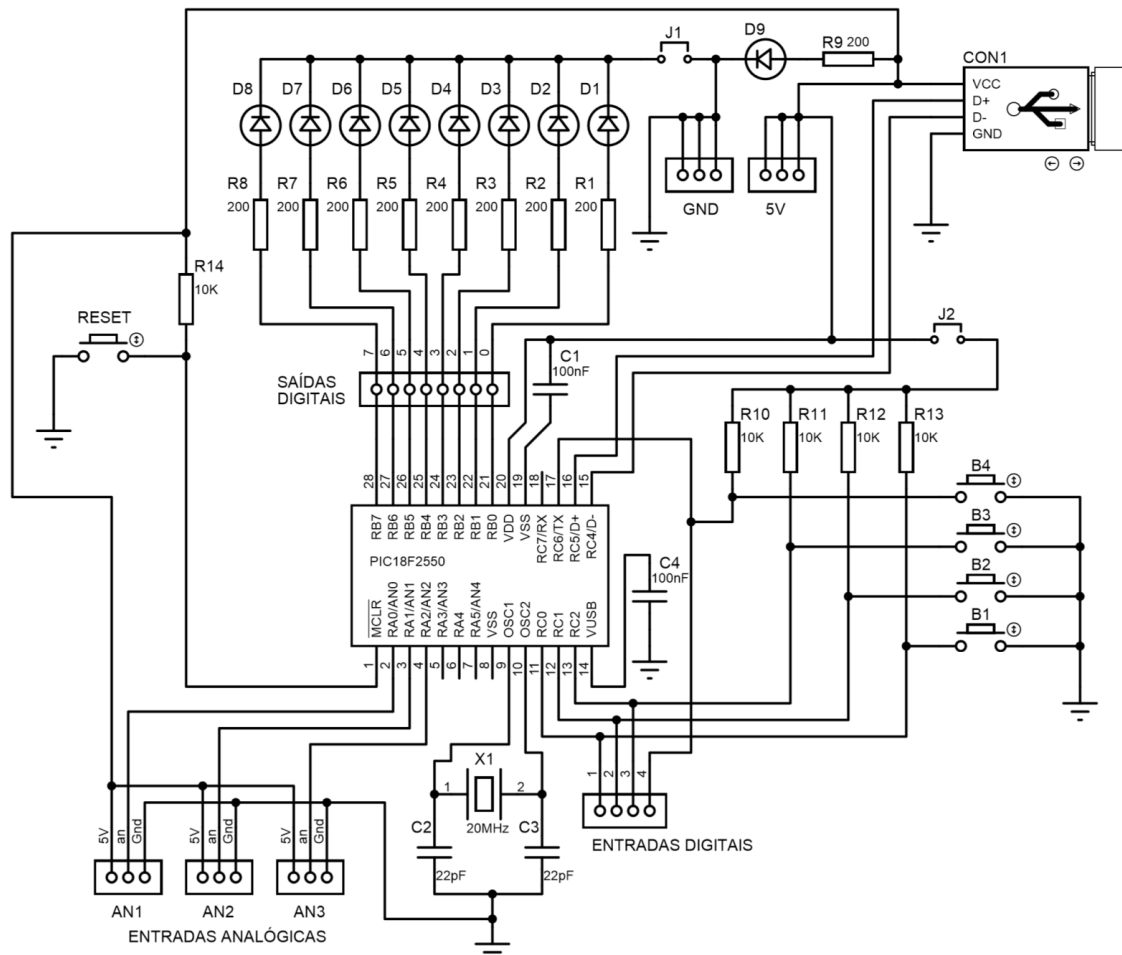 J1
D9
R9 200
CON1
VCC
D+
D-
GND
D8 D7 D6 D5 D4 D3 D2 D1
R8 R7 R6 R5 R4 R3 R2 R1
200 200 200 200 200 200 200 200
GND
5V
R14
10K
RESET
J2
7 6 5 4 3 2 1 0
SAÍDAS
DIGITAIS
C1
100nF
R10 R11 R12 R13
10K 10K 10K 10K
B4
B3
B2
B1
28 27 26 25 24 23 22 21 20 19 18 17 16 15
RB7 RB6 RB5 RB4 RB3 RB2 RB1 RB0 VDD VSS RC7/RX RC6/TX RC5/D+ RC4/D-
PIC18F2550
C4
100nF
MCLR RA0/AN0 RA1/AN1 RA2/AN2 RA3/AN3 RA4 RA5/AN4 VSS OSC1 OSC2 RC0 RC1 RC2 VUSB
1 2 3 4 5 6 7 8 9 10 11 12 13 14
X1
1 2
20MHz
C2 C3
22pF 22pF
1 2 3 4
ENTRADAS DIGITAIS
5V an Gnd 5V an Gnd 5V an Gnd
AN1 AN2 AN3
ENTRADAS ANALÓGICAS